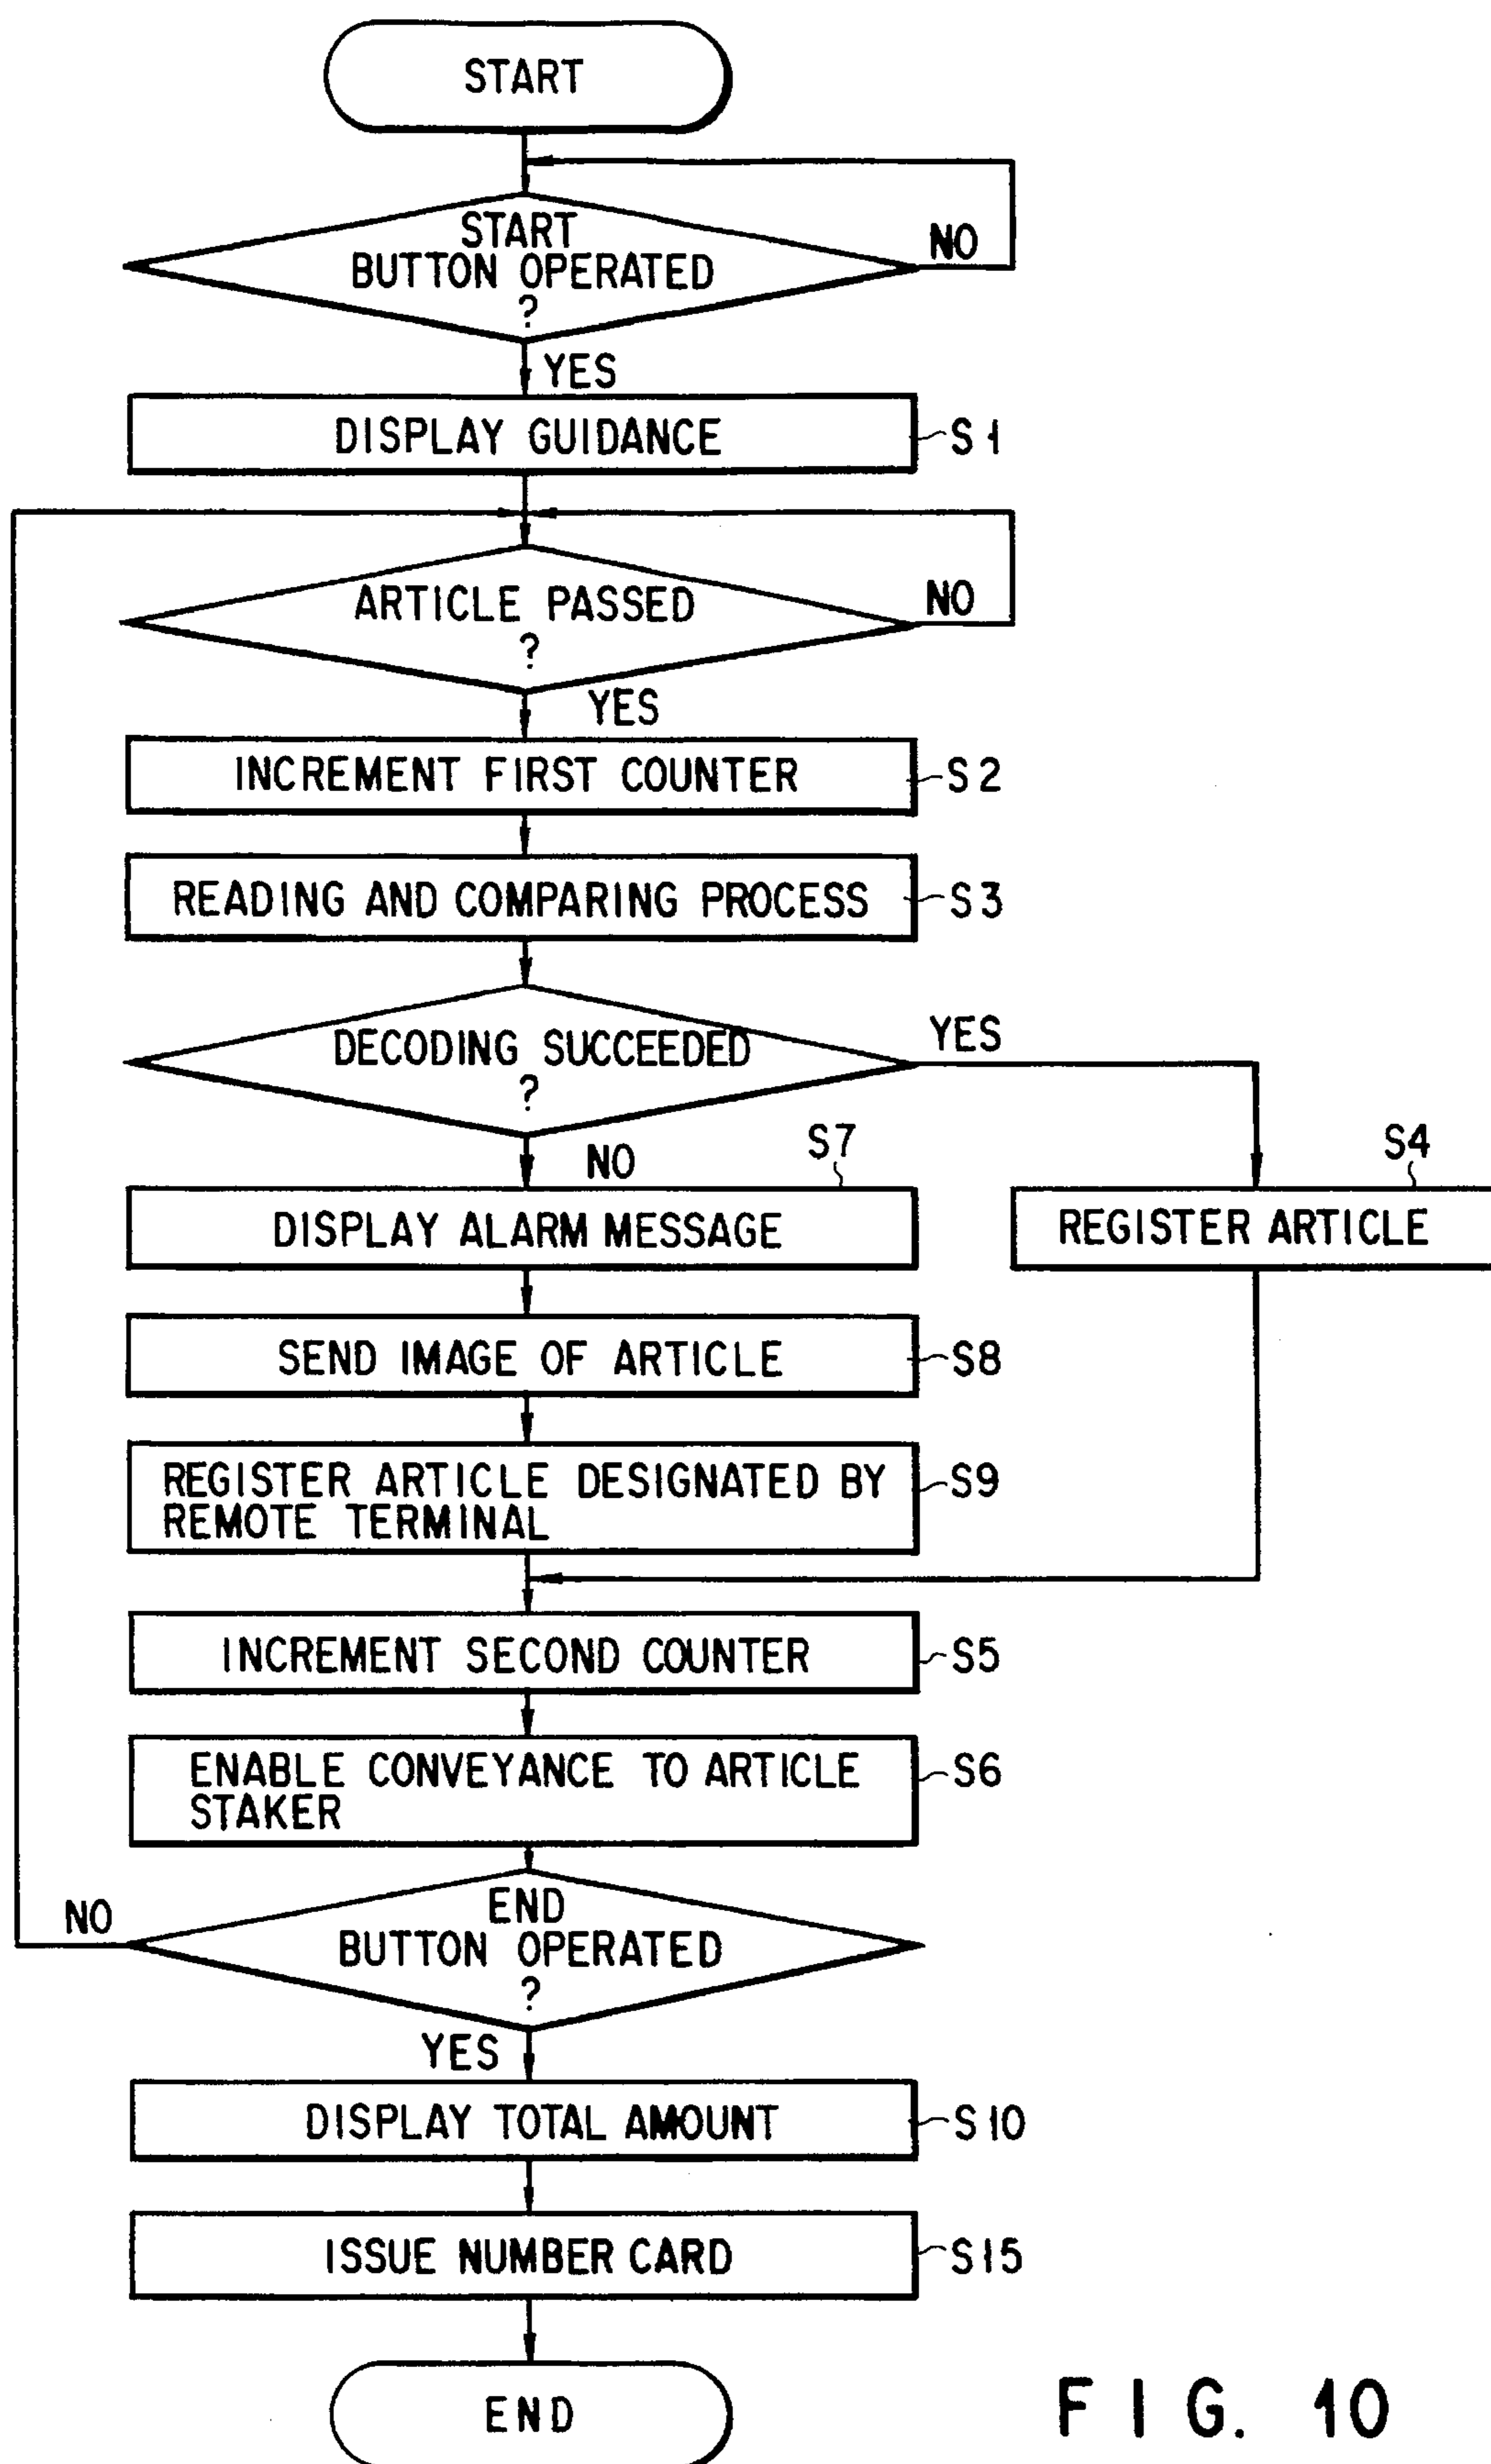 START
START
BUTTON OPERATED
?
NO
YES
DISPLAY GUIDANCE
S1
ARTICLE PASSED
?
NO
YES
INCREMENT FIRST COUNTER
S2
READING AND COMPARING PROCESS
S3
DECODING SUCCEEDED
?
YES
NO
S7
S4
DISPLAY ALARM MESSAGE
REGISTER ARTICLE
SEND IMAGE OF ARTICLE
S8
REGISTER ARTICLE DESIGNATED BY
REMOTE TERMINAL
S9
INCREMENT SECOND COUNTER
S5
ENABLE CONVEYANCE TO ARTICLE
STAKER
S6
NO
END
BUTTON OPERATED
?
YES
DISPLAY TOTAL AMOUNT
S10
ISSUE NUMBER CARD
S15
END
FIG. 10